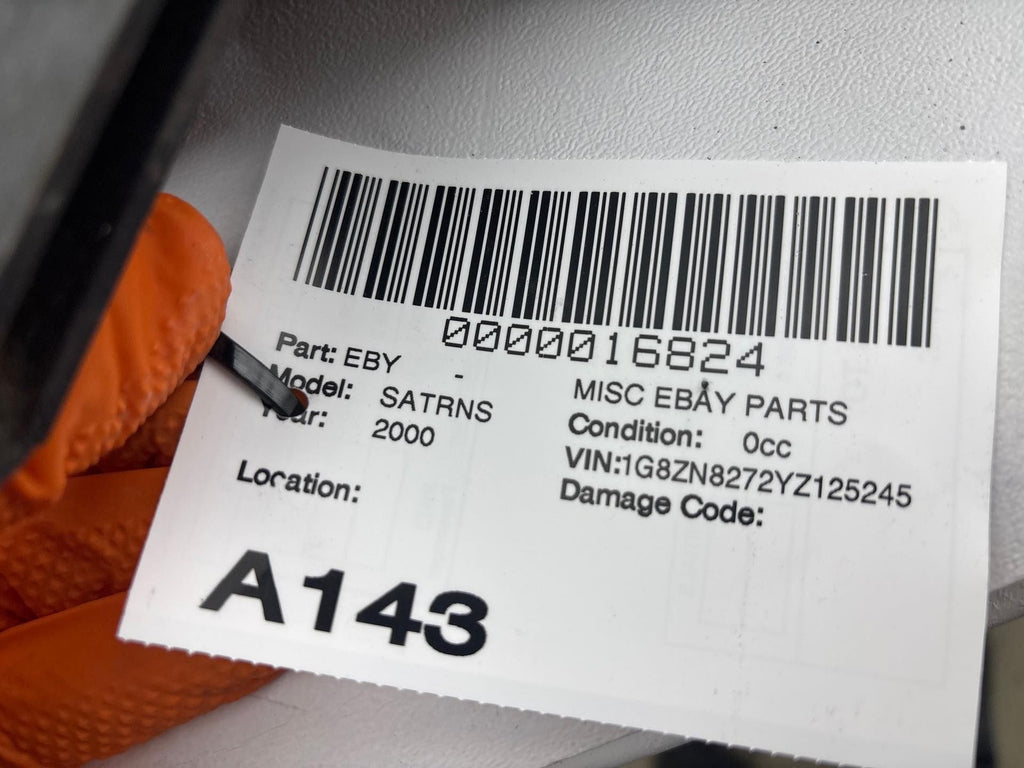 0000016824
Part: EBY - MISC EBAY PARTS
Model: SATRNS Condition: 0cc
Year: 2000 VIN:1G8ZN8272YZ125245
Location: Damage Code:
A143